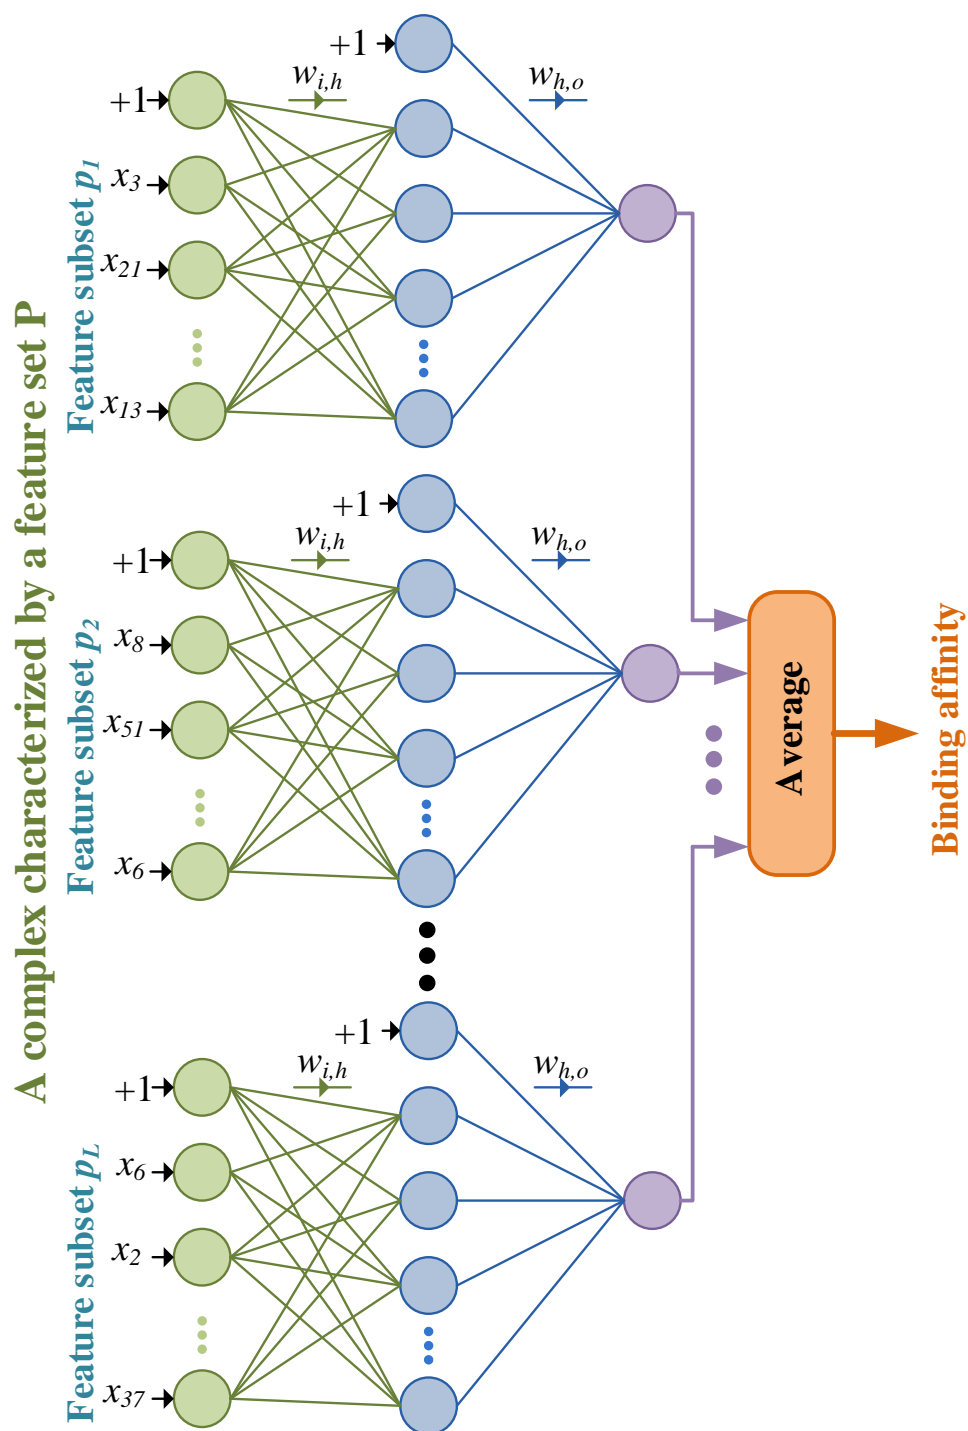 A complex characterized by a feature set P
Feature subset p1
+1
x3
x21
x13
wi,h
+1
wh,o
Feature subset p2
+1
x8
x51
x6
wi,h
+1
wh,o
Feature subset pL
+1
x6
x2
x37
wi,h
+1
wh,o
Average
Binding affinity